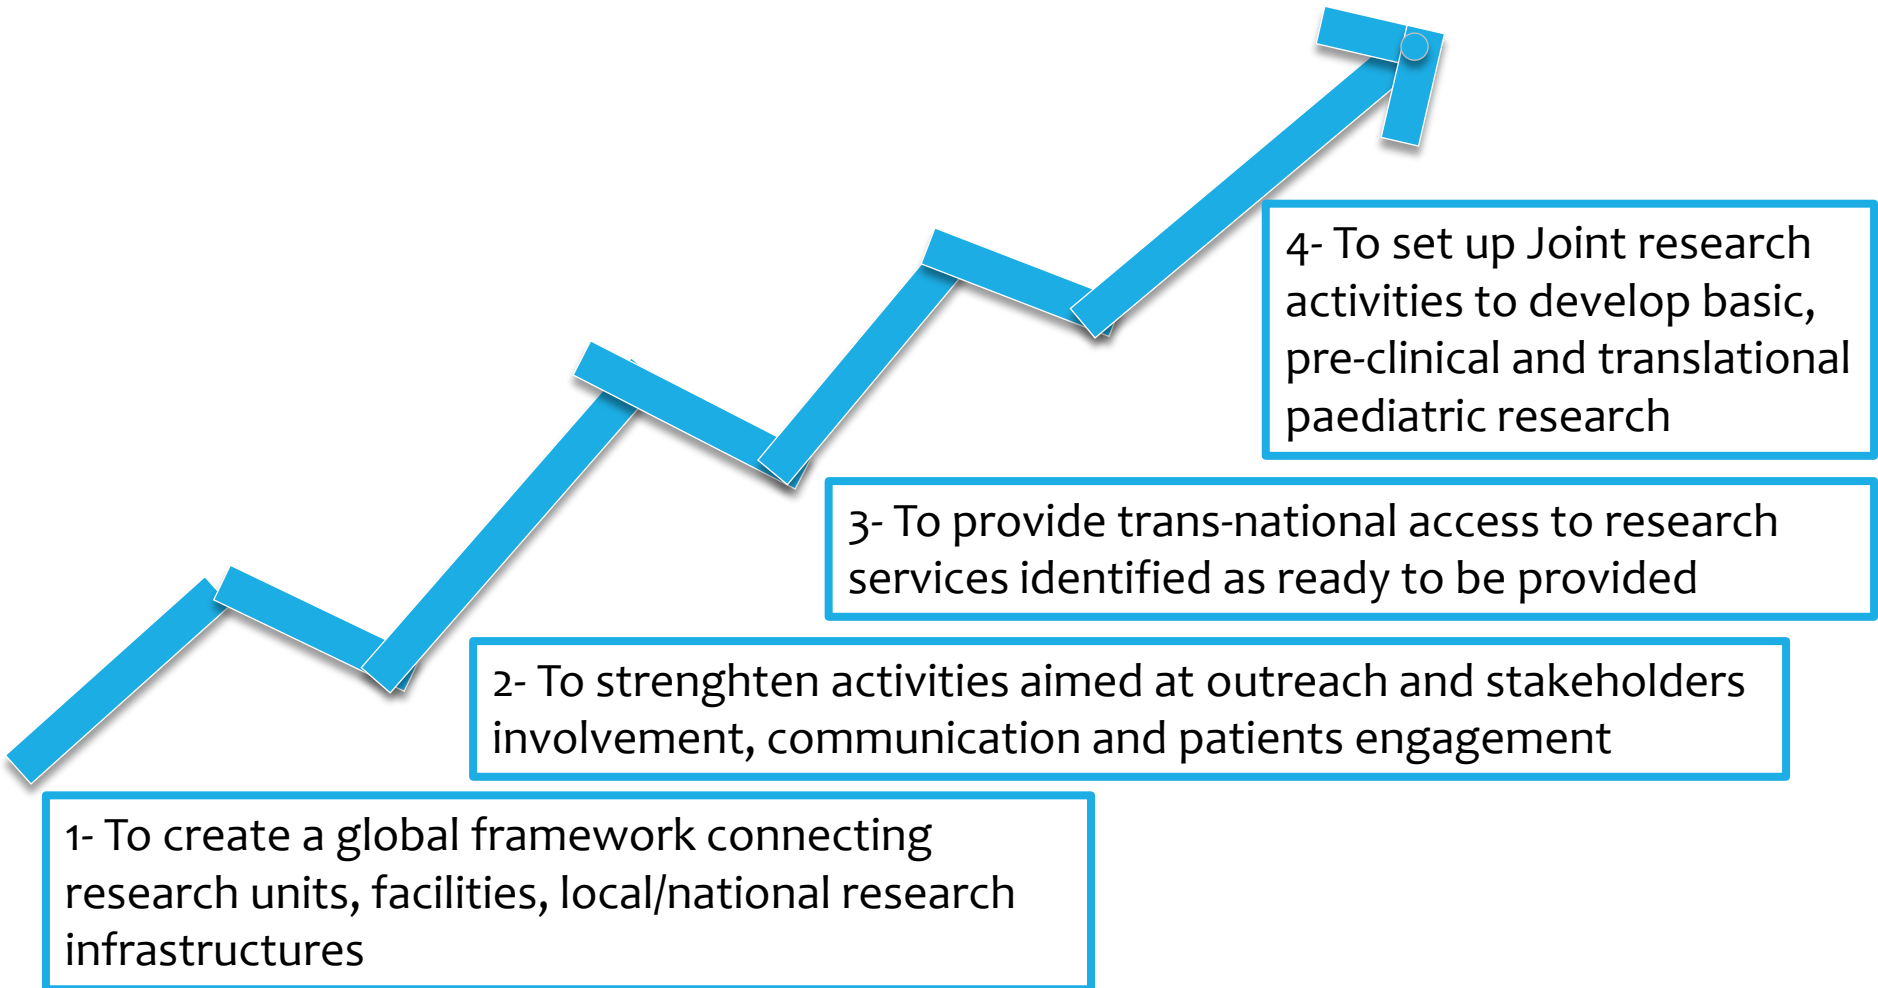 4- To set up Joint research
activities to develop basic,
pre-clinical and translational
paediatric research
3- To provide trans-national access to research
services identified as ready to be provided
2- To strenghten activities aimed at outreach and stakeholders
involvement, communication and patients engagement
1- To create a global framework connecting
research units, facilities, local/national research
infrastructures